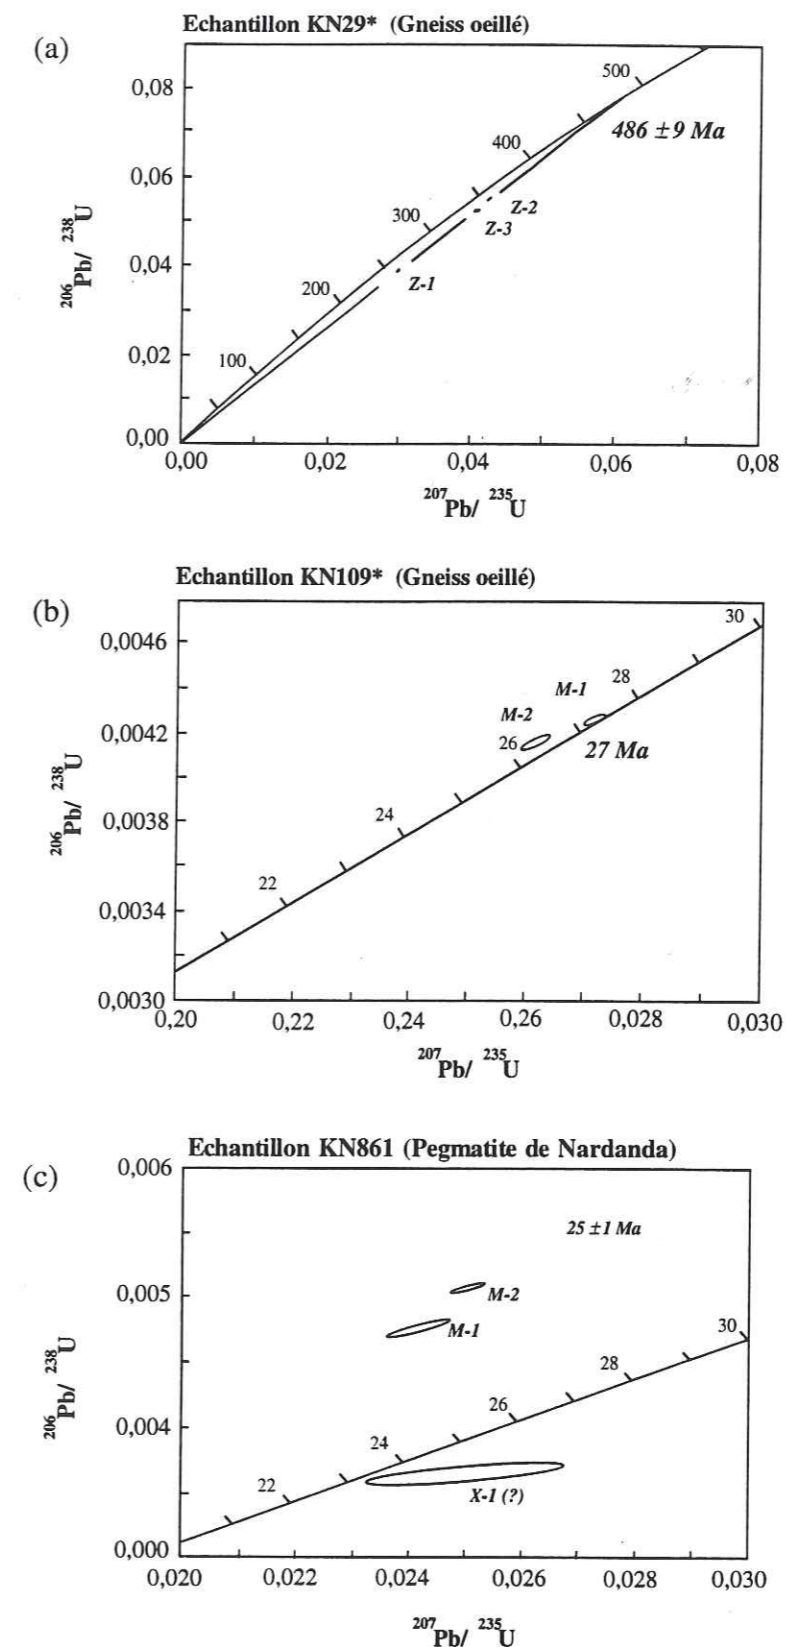 Echantillon KN29* (Gneiss oeillé)
(a)
500
0,08
486 ± 9 Ma
400
0,06
Z-2
300
Z-3
206Pb/ 238U
0,04
Z-1
200
0,02
100
0,00
0,00 0,02 0,04 0,06 0,08
207Pb/ 235U
Echantillon KN109* (Gneiss oeillé)
(b)
30
0,0046
28
M-1
M-2
0,0042
26
27 Ma
206Pb/ 238U
24
0,0038
22
0,0034
0,0030
0,20 0,22 0,24 0,26 0,028 0,030
207Pb/ 235U
Echantillon KN861 (Pegmatite de Nardanda)
(c)
0,006
25 ± 1 Ma
0,005
M-2
M-1
30
28
206Pb/ 238U
26
0,004
24
22
X-1 (?)
0,000
0,020 0,022 0,024 0,026 0,028 0,030
207Pb/ 235U